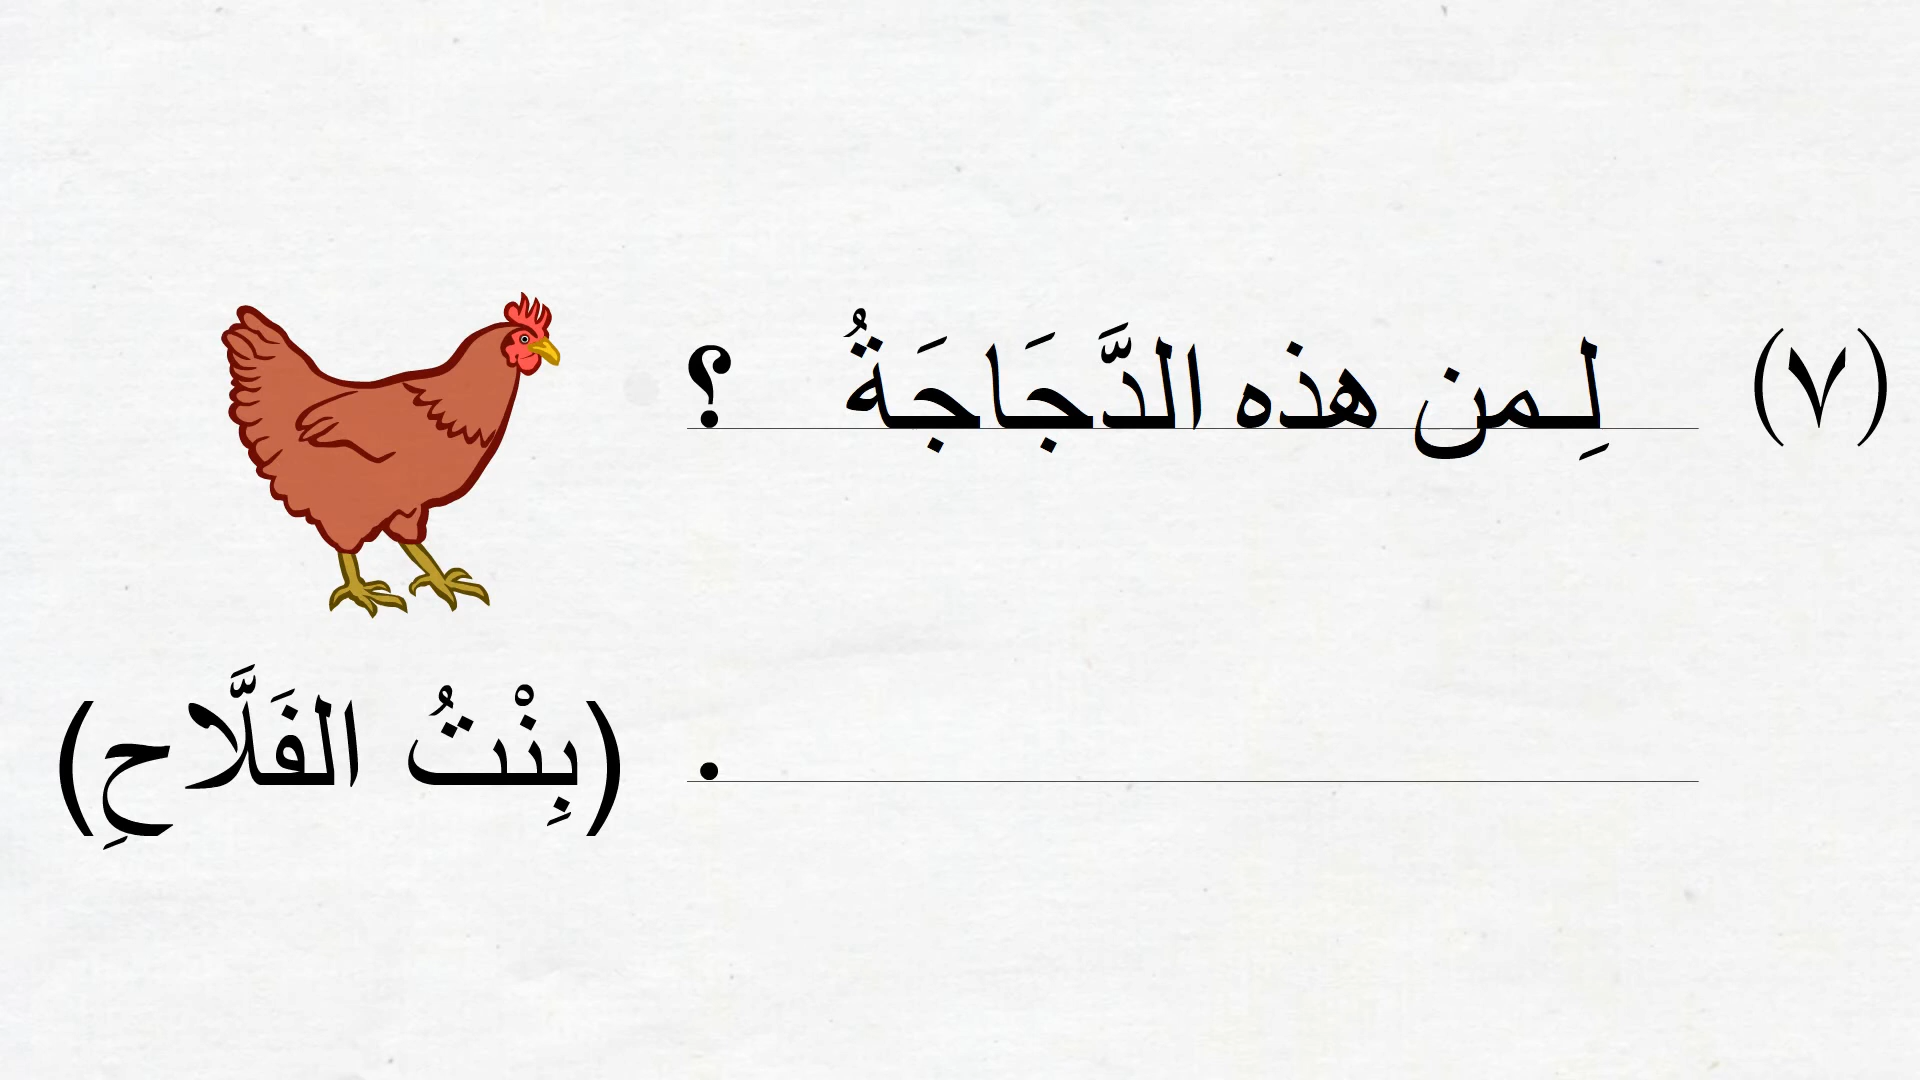 (٧) لِـمن هذه الدَّجَاجَةُ ؟
. (بِنْتُ الفَلَّاحِ)